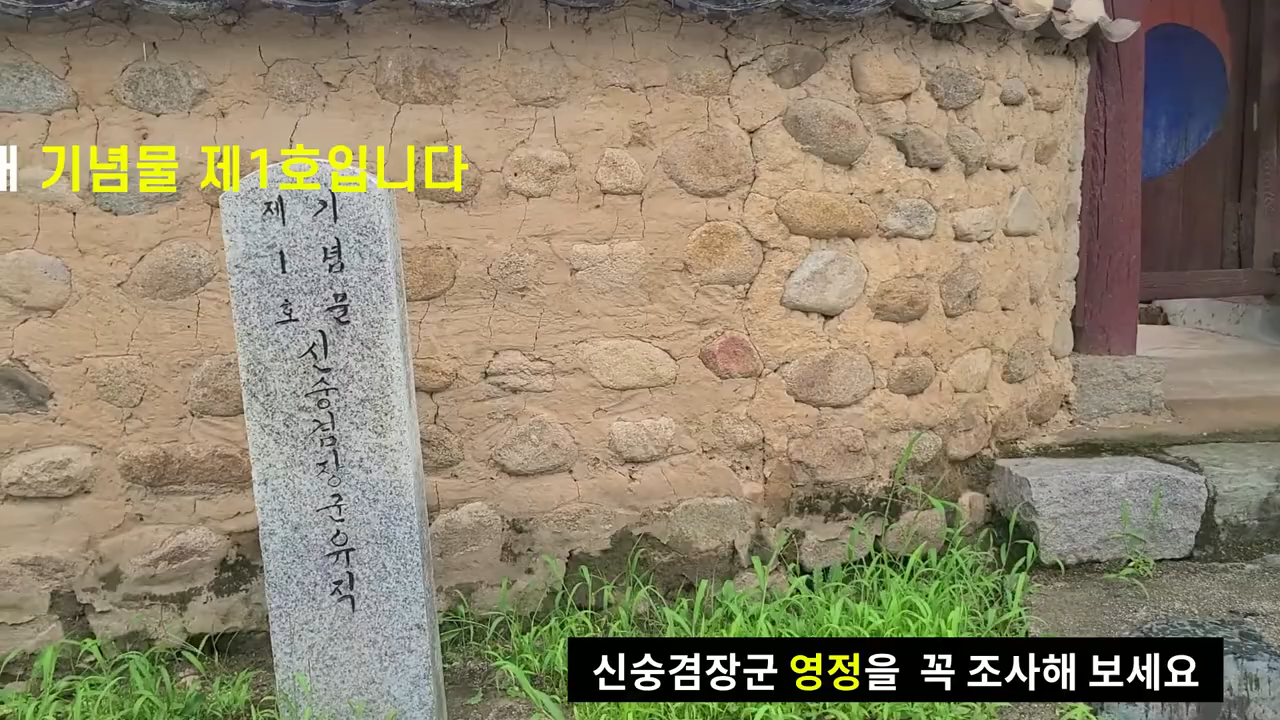 기념물 제1호입니다
기념물
제1호
신숭겸장군유적
신숭겸장군 영정을 꼭 조사해 보세요